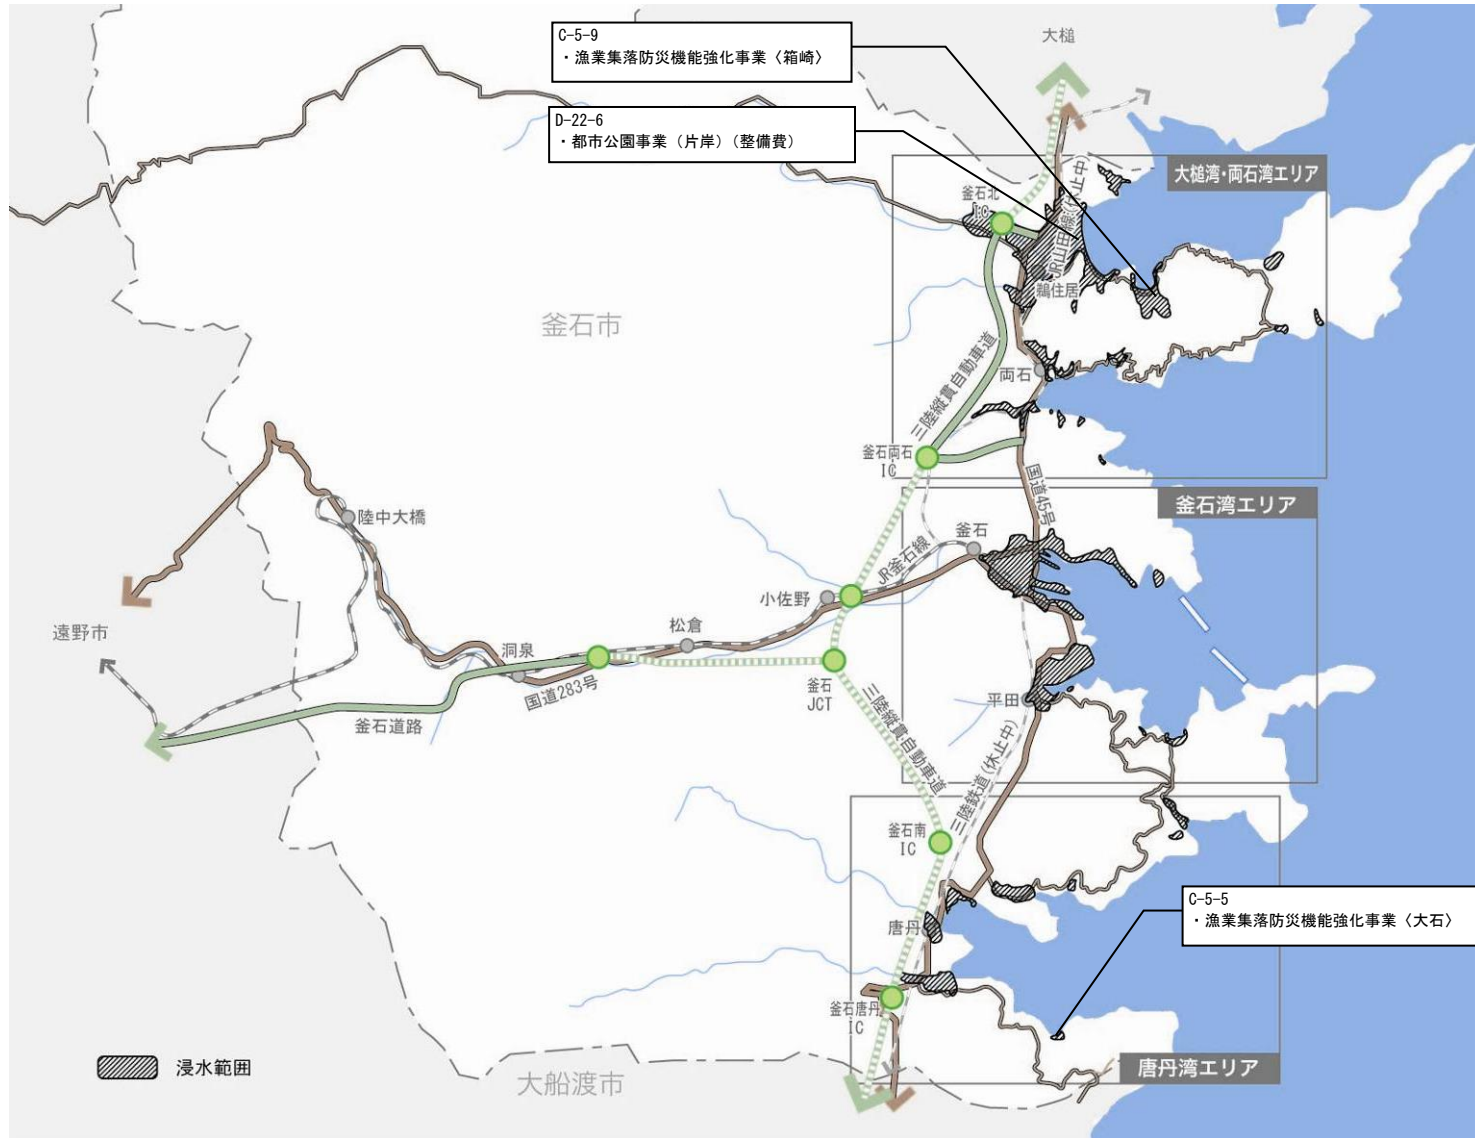 C-5-9
・漁業集落防災機能強化事業〈箱崎〉
大槌
D-22-6
・都市公園事業（片岸）(整備費)
大槌湾・両石湾エリア
釜石北
IC
JR山田線(休止中)
鵜住居
釜石市
三陸縦貫自動車道
両石
釜石両石
IC
国道45号
釜石湾エリア
陸中大橋
釜石
JR釜石線
小佐野
遠野市
松倉
洞泉
国道283号
釜石
JCT
平田
釜石道路
三陸縦貫自動車道
三陸鉄道(休止中)
釜石南
IC
C-5-5
・漁業集落防災機能強化事業〈大石〉
唐丹
釜石唐丹
IC
浸水範囲
唐丹湾エリア
大船渡市